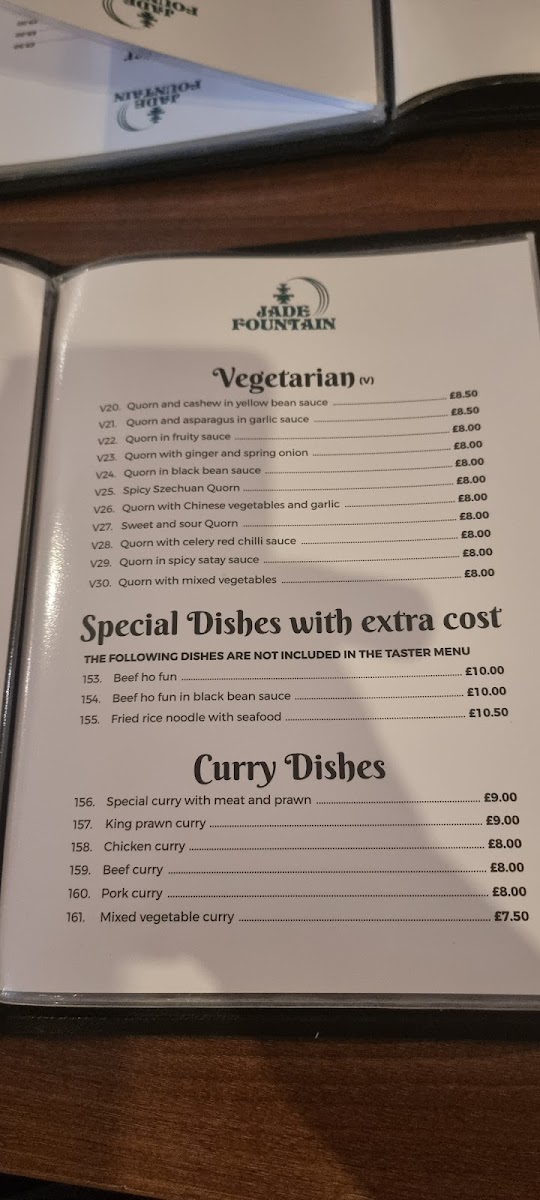 JADE
FOUNTAIN
JADE
FOUNTAIN
JADE
FOUNTAIN
Vegetarian (V)
V20. Quorn and cashew in yellow bean sauce £8.50
V21. Quorn and asparagus in garlic sauce £8.50
V22. Quorn in fruity sauce £8.00
V23. Quorn with ginger and spring onion £8.00
V24. Quorn in black bean sauce £8.00
V25. Spicy Szechuan Quorn £8.00
V26. Quorn with Chinese vegetables and garlic £8.00
V27. Sweet and sour Quorn £8.00
V28. Quorn with celery red chilli sauce £8.00
V29. Quorn in spicy satay sauce £8.00
V30. Quorn with mixed vegetables £8.00
Special Dishes with extra cost
THE FOLLOWING DISHES ARE NOT INCLUDED IN THE TASTER MENU
153. Beef ho fun £10.00
154. Beef ho fun in black bean sauce £10.00
155. Fried rice noodle with seafood £10.50
Curry Dishes
156. Special curry with meat and prawn £9.00
157. King prawn curry £9.00
158. Chicken curry £8.00
159. Beef curry £8.00
160. Pork curry £8.00
161. Mixed vegetable curry £7.50